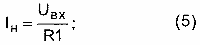 Iн = Uвх / R1 ; (5)